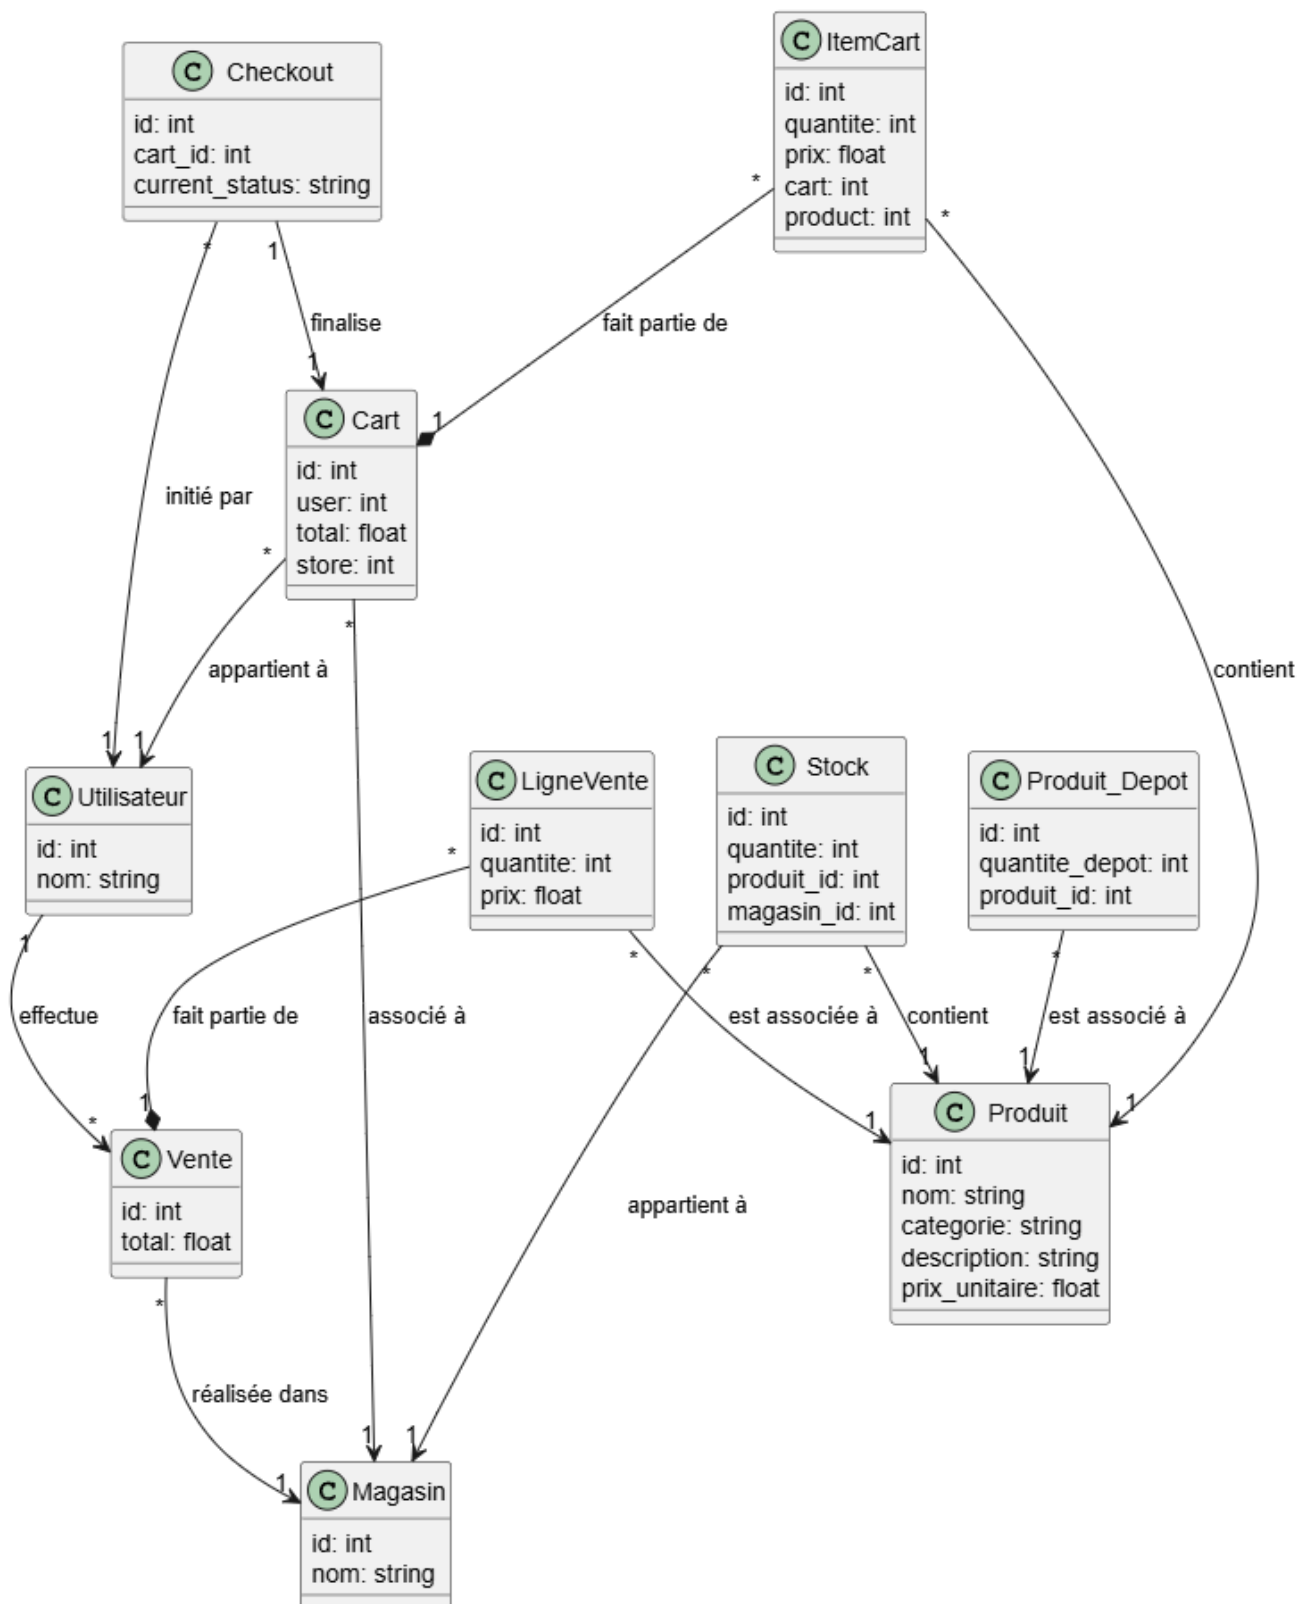 C Checkout
id: int
cart_id: int
current_status: string
C ItemCart
id: int
quantite: int
prix: float
cart: int
product: int
*
*
*
1
finalise
fait partie de
1
1
C Cart
id: int
user: int
total: float
store: int
initié par
*
*
appartient à
contient
1
1
C Utilisateur
id: int
nom: string
C LigneVente
id: int
quantite: int
prix: float
C Stock
id: int
quantite: int
produit_id: int
magasin_id: int
C Produit_Depot
id: int
quantite_depot: int
produit_id: int
*
1
*
*
*
*
effectue
fait partie de
associé à
est associée à
contient
est associé à
*
1
1
1
1
1
C Vente
id: int
total: float
C Produit
id: int
nom: string
categorie: string
description: string
prix_unitaire: float
appartient à
*
réalisée dans
1
1
1
C Magasin
id: int
nom: string